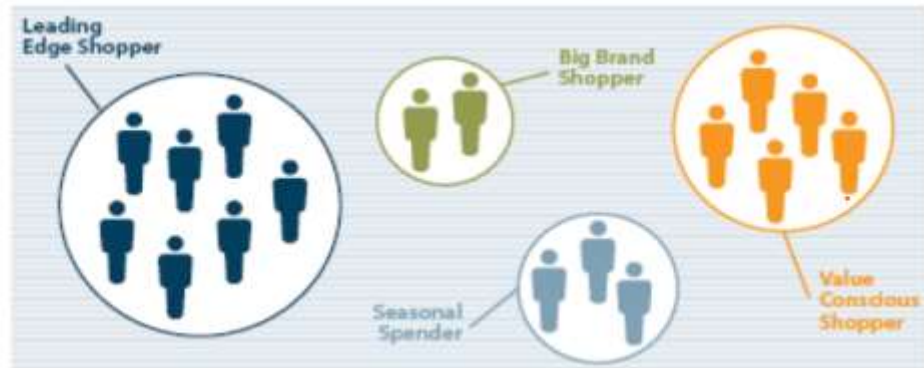 Leading
Edge Shopper
Big Brand
Shopper
Seasonal
Spender
Value
Conscious
Shopper